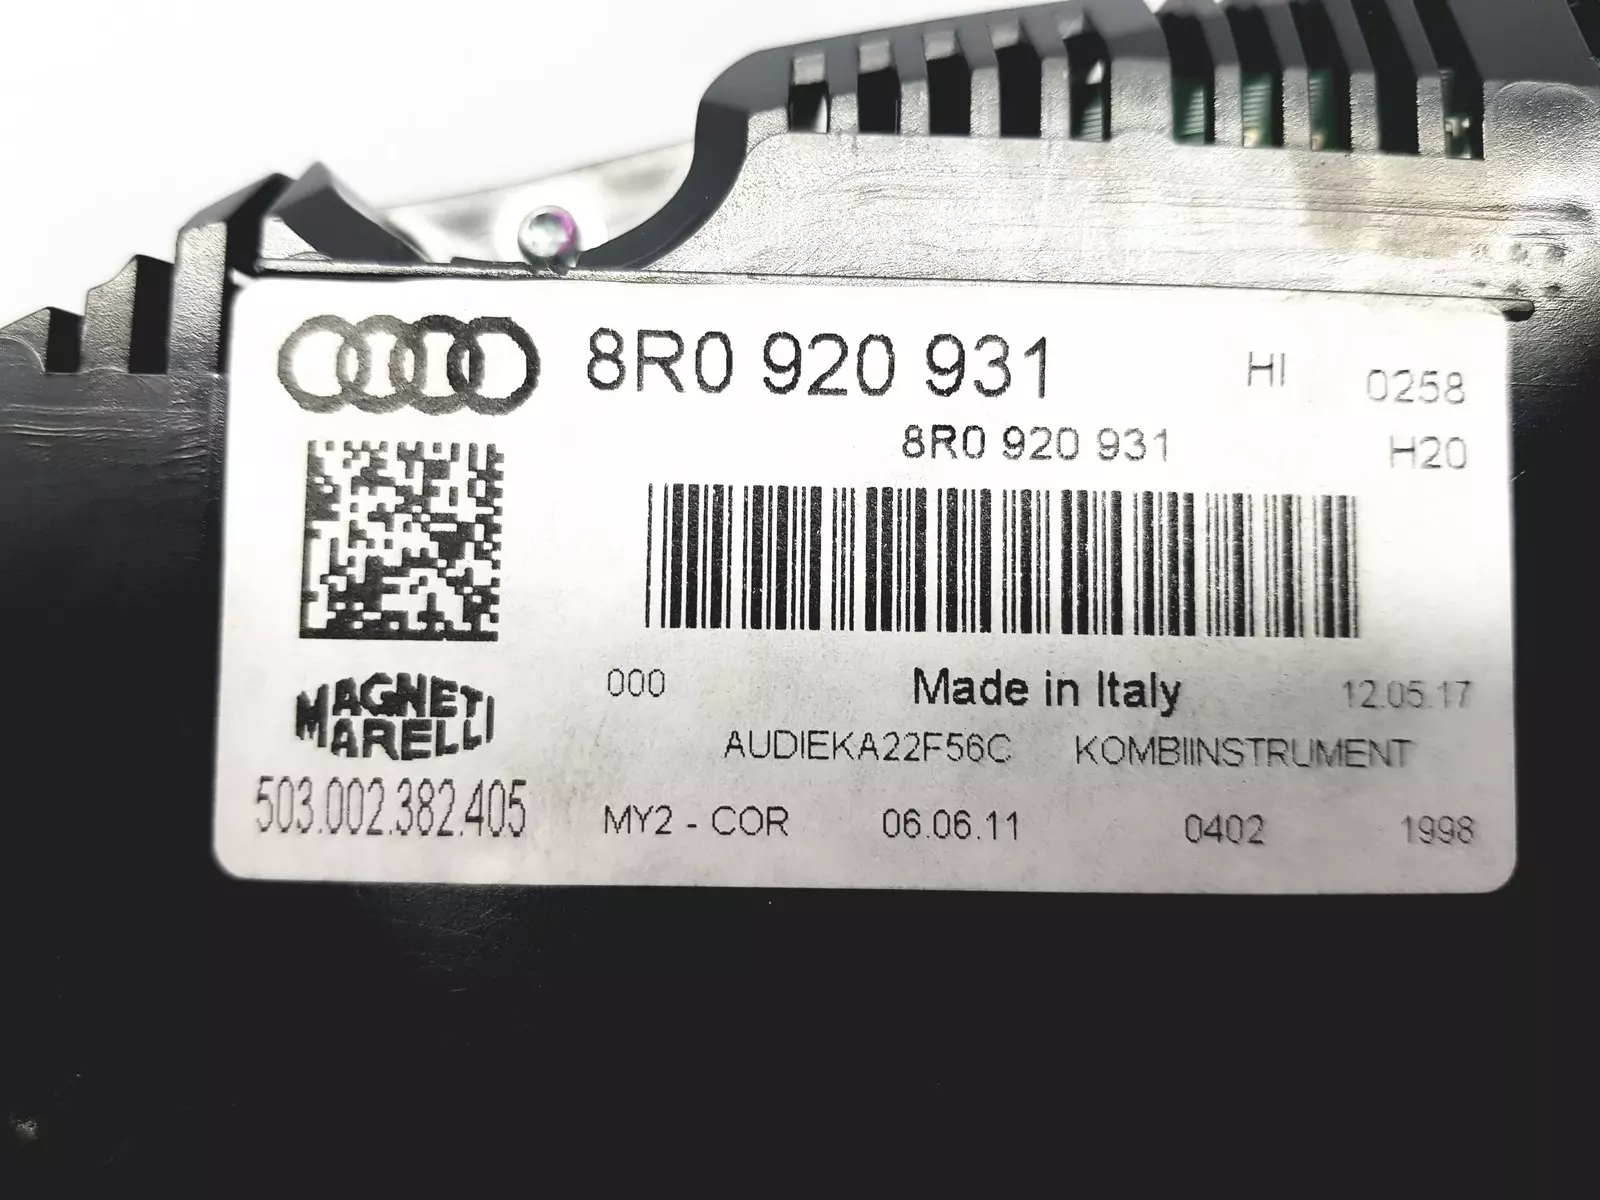 8R0 920 931 HI 0258
8R0 920 931 H20
000 Made in Italy 12.05.17
MAGNETI
MARELLI
AUDIEKA22F56C KOMBIINSTRUMENT
503.002.382.405 MY2 - COR 06.06.11 0402 1998